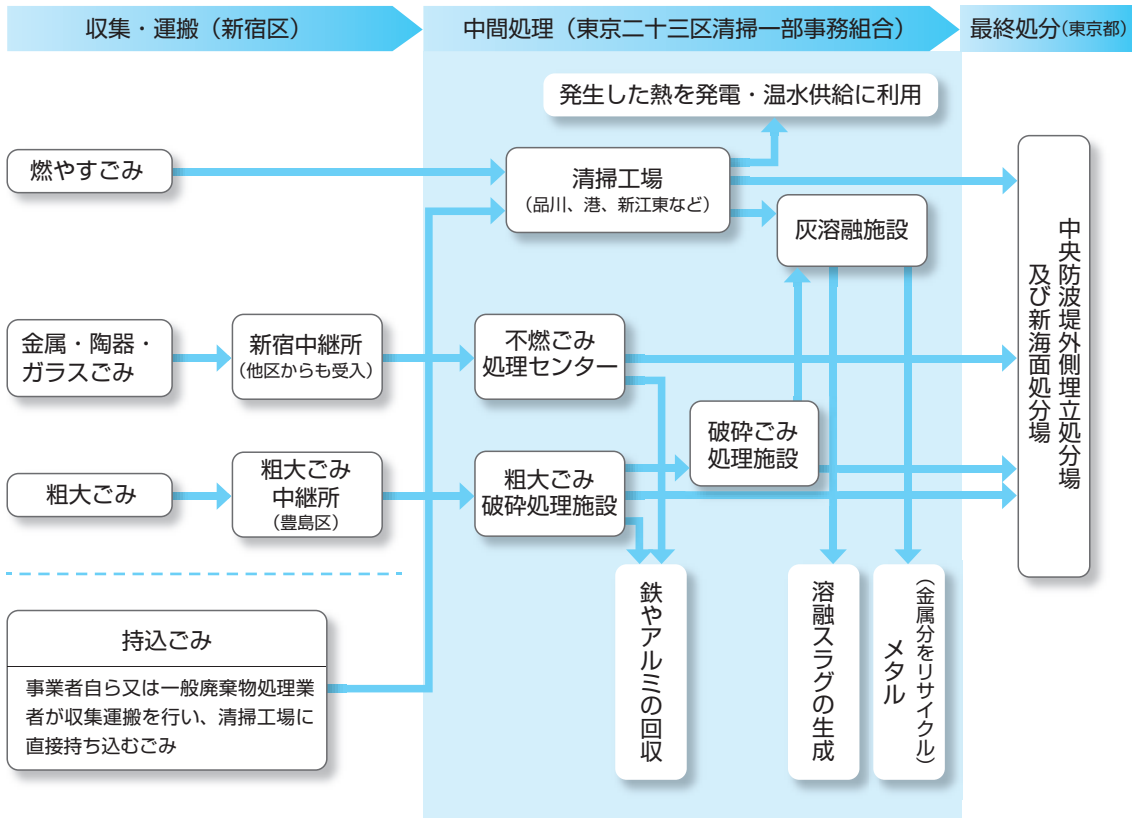 収集・運搬（新宿区）
中間処理（東京二十三区清掃一部事務組合）
最終処分（東京都）
発生した熱を発電・温水供給に利用
燃やすごみ
清掃工場
（品川、港、新江東など）
灰溶融施設
金属・陶器・
ガラスごみ
新宿中継所
（他区からも受入）
不燃ごみ
処理センター
破砕ごみ
処理施設
粗大ごみ
粗大ごみ
中継所
（豊島区）
粗大ごみ
破砕処理施設
中央防波堤外側埋立処分場
及び新海面処分場
持込ごみ
事業者自ら又は一般廃棄物処理業
者が収集運搬を行い、清掃工場に
直接持ち込むごみ
鉄やアルミの回収
溶融スラグの生成
（金属分をリサイクル）
メタル